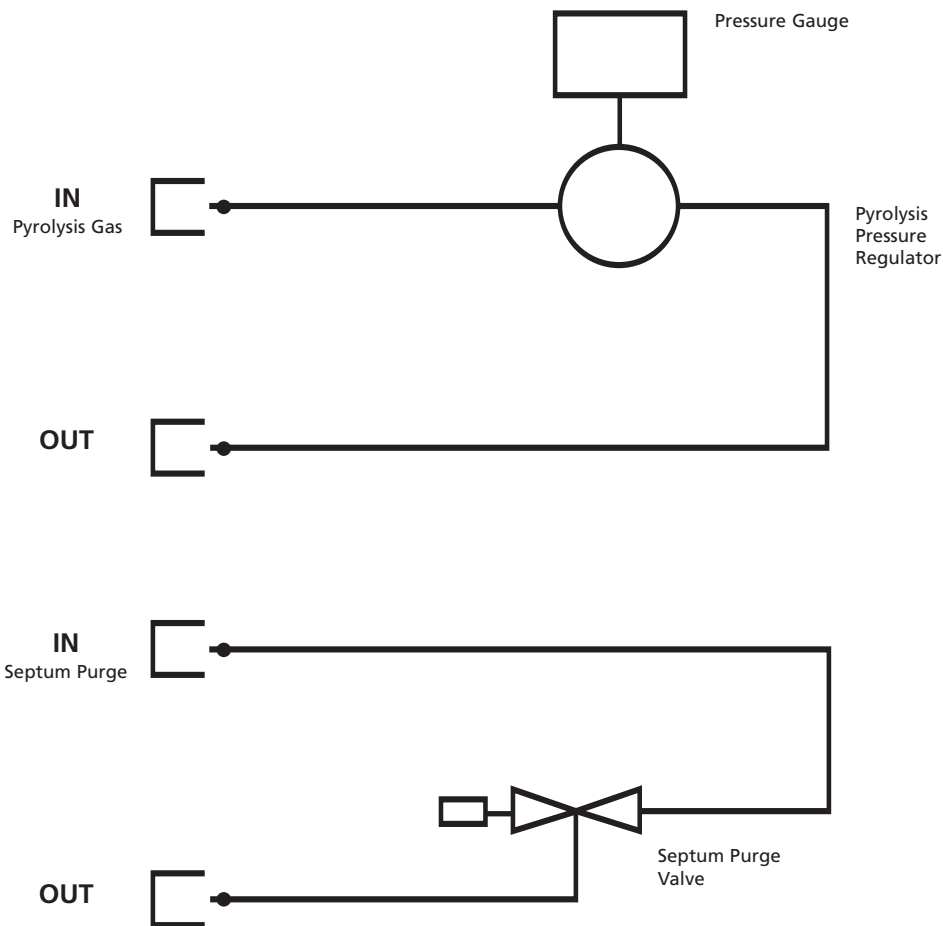 Pressure Gauge
IN
Pyrolysis Gas
Pyrolysis
Pressure
Regulator
OUT
IN
Septum Purge
Septum Purge
Valve
OUT